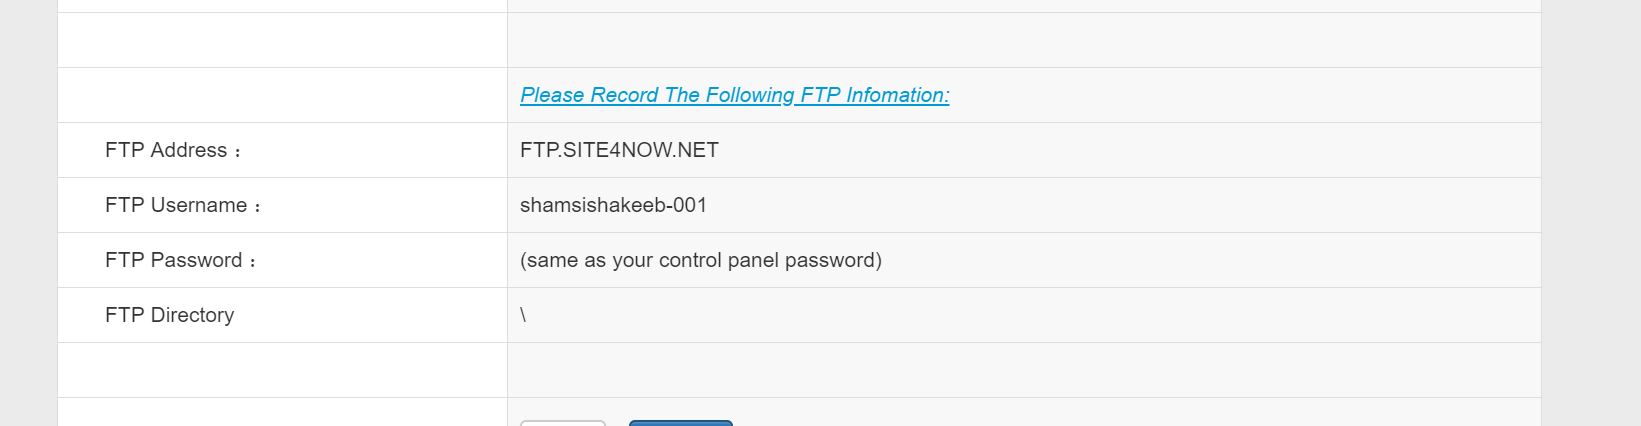 Please Record The Following FTP Infomation:
FTP Address : FTP.SITE4NOW.NET
FTP Username : shamsishakeeb-001
FTP Password : (same as your control panel password)
FTP Directory \